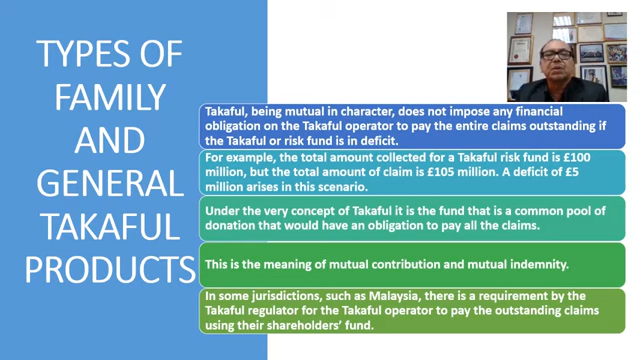 TYPES OF
FAMILY
AND
GENERAL
TAKAFUL
PRODUCTS
Takaful, being mutual in character, does not impose any financial
obligation on the Takaful operator to pay the entire claims outstanding if
the Takaful or risk fund is in deficit.
For example, the total amount collected for a Takaful risk fund is £100
million, but the total amount of claim is £105 million. A deficit of £5
million arises in this scenario.
Under the very concept of Takaful it is the fund that is a common pool of
donation that would have an obligation to pay all the claims.
This is the meaning of mutual contribution and mutual indemnity.
In some jurisdictions, such as Malaysia, there is a requirement by the
Takaful regulator for the Takaful operator to pay the outstanding claims
using their shareholders’ fund.